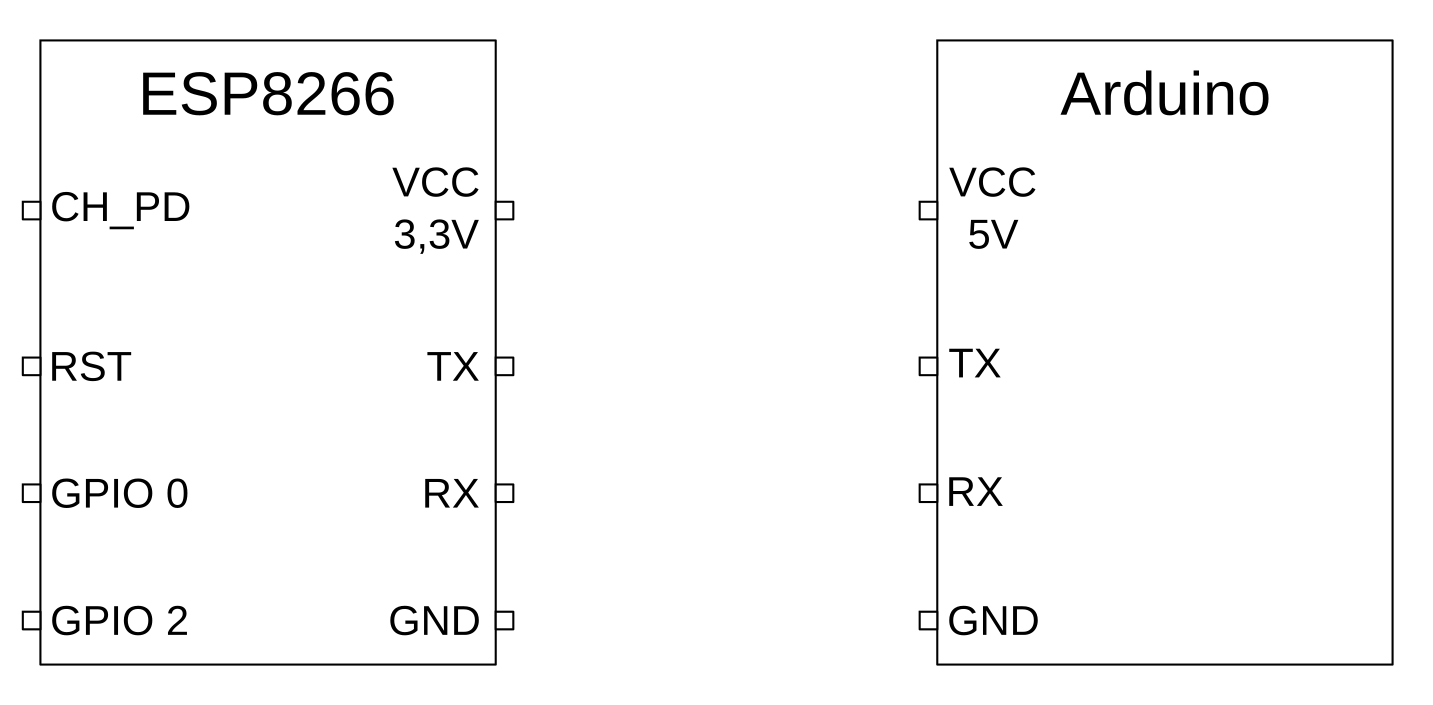 ESP8266
CH_PD
VCC
3,3V
RST
TX
GPIO 0
RX
GPIO 2
GND
Arduino
VCC
5V
TX
RX
GND